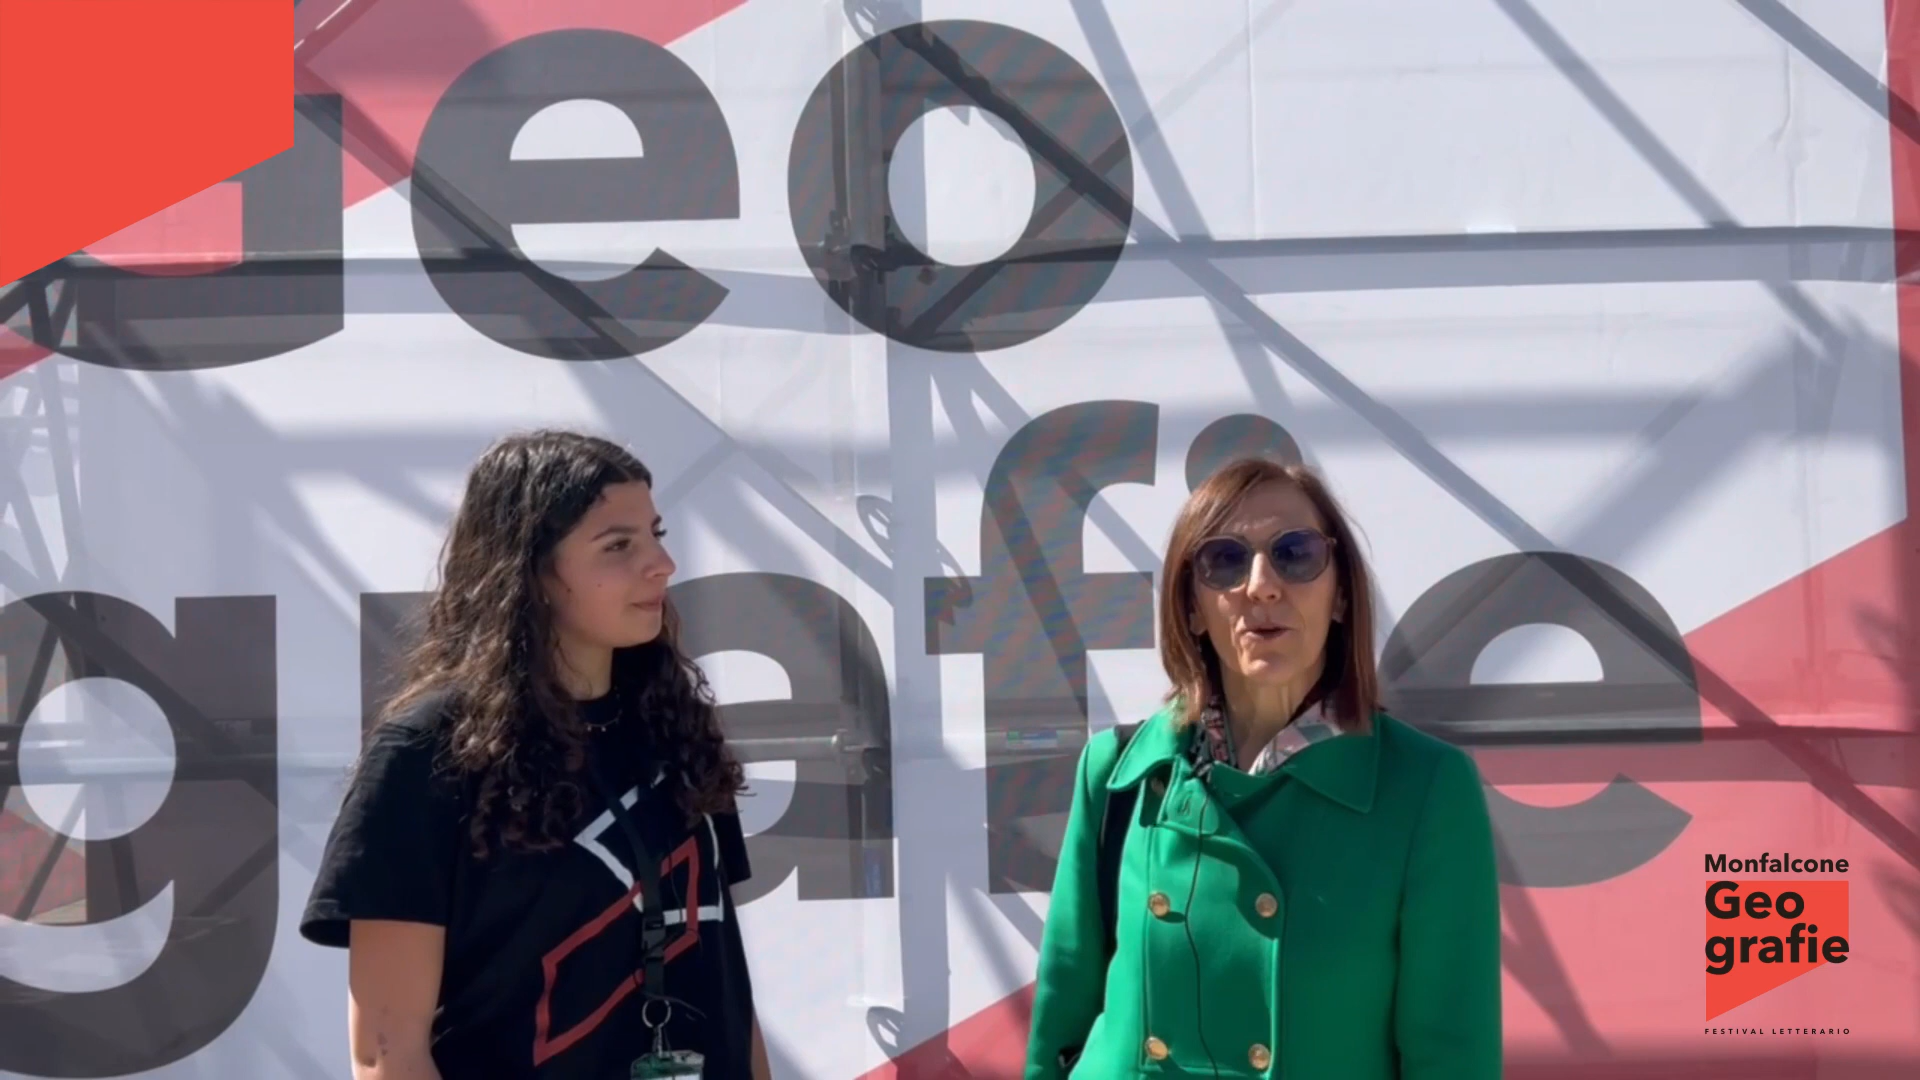 Geo
grafie
Monfalcone
Geo
grafie
FESTIVAL LETTERARIO